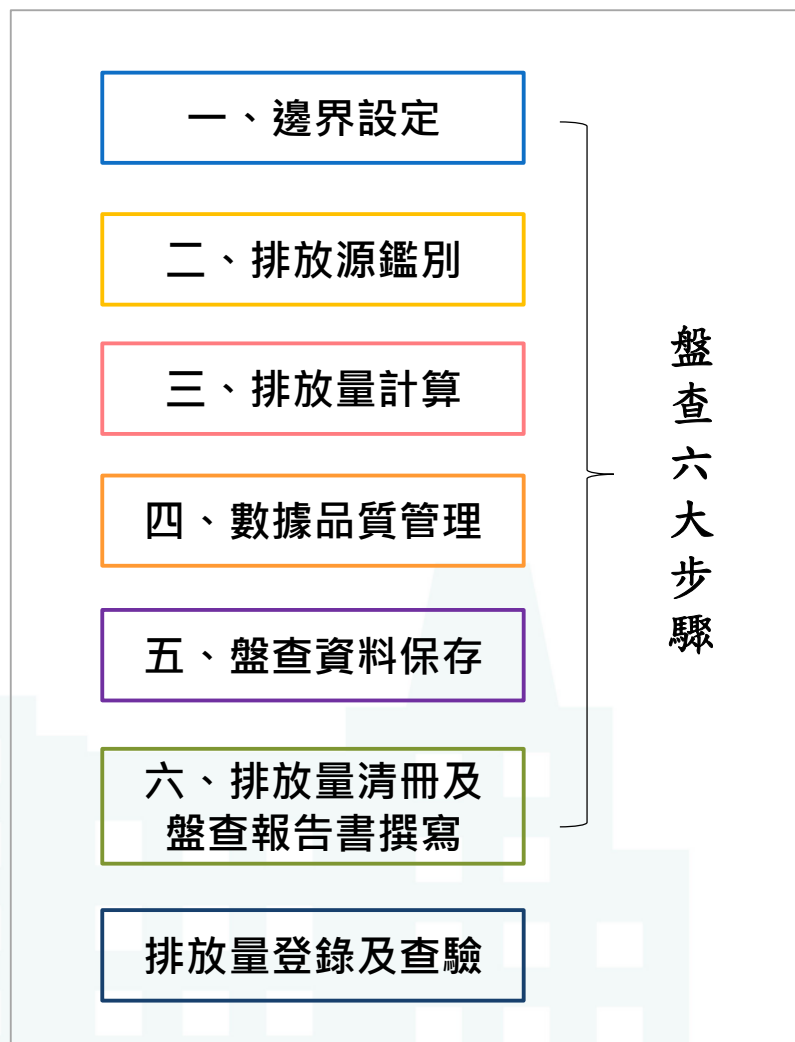 一、邊界設定
二、排放源鑑別
三、排放量計算
四、數據品質管理
五、盤查資料保存
六、排放量清冊及
盤查報告書撰寫
排放量登錄及查驗
盤查六大步驟